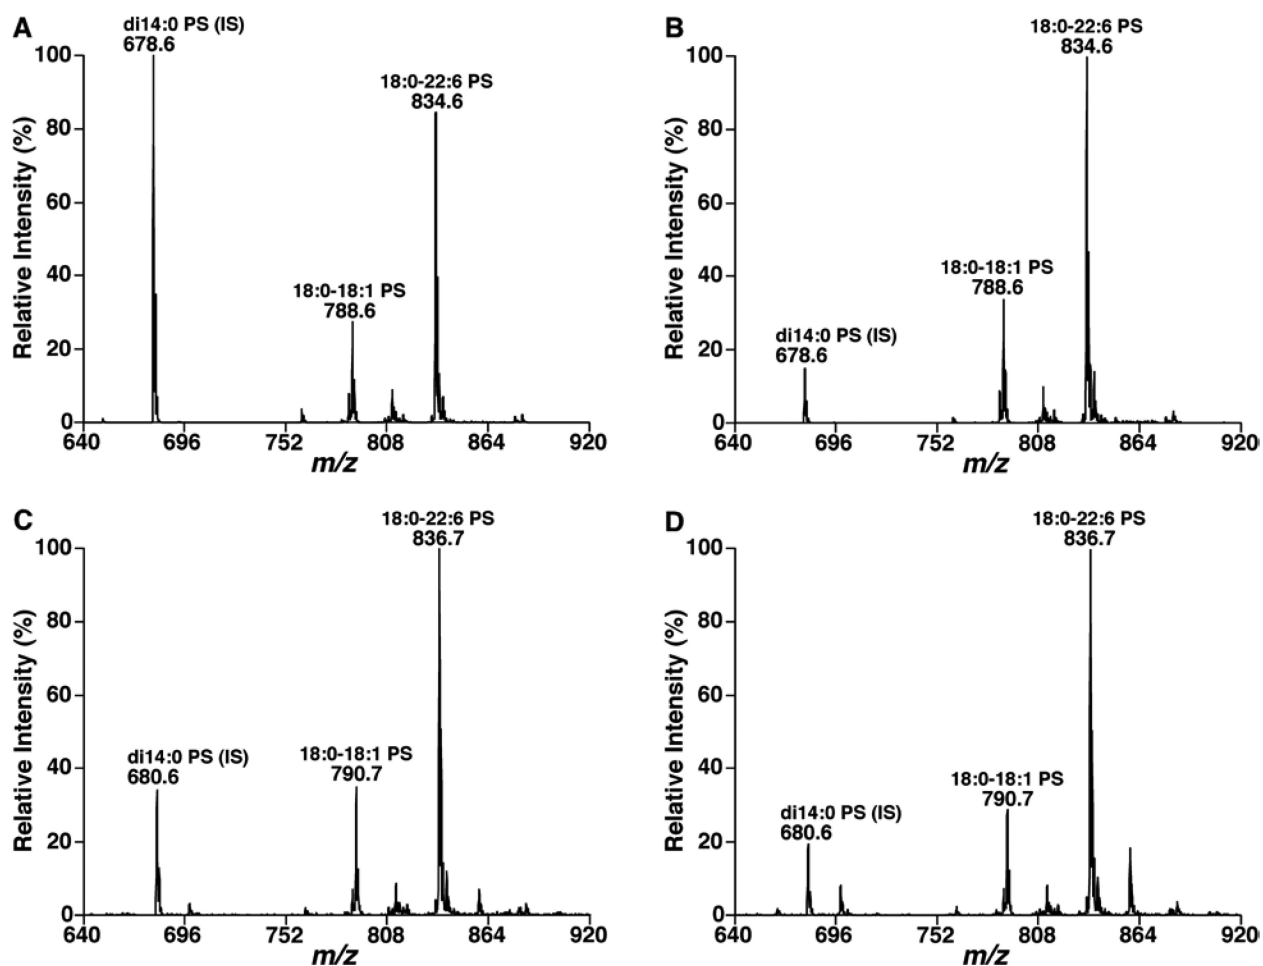 A
di14:0 PS (IS)
678.6
18:0-22:6 PS
834.6
18:0-18:1 PS
788.6
Relative Intensity (%)
100
80
60
40
20
0
640 696 752 808 864 920
m/z
B
18:0-22:6 PS
834.6
18:0-18:1 PS
788.6
di14:0 PS (IS)
678.6
Relative Intensity (%)
100
80
60
40
20
0
640 696 752 808 864 920
m/z
C
18:0-22:6 PS
836.7
di14:0 PS (IS)
680.6
18:0-18:1 PS
790.7
Relative Intensity (%)
100
80
60
40
20
0
640 696 752 808 864 920
m/z
D
18:0-22:6 PS
836.7
18:0-18:1 PS
790.7
di14:0 PS (IS)
680.6
Relative Intensity (%)
100
80
60
40
20
0
640 696 752 808 864 920
m/z